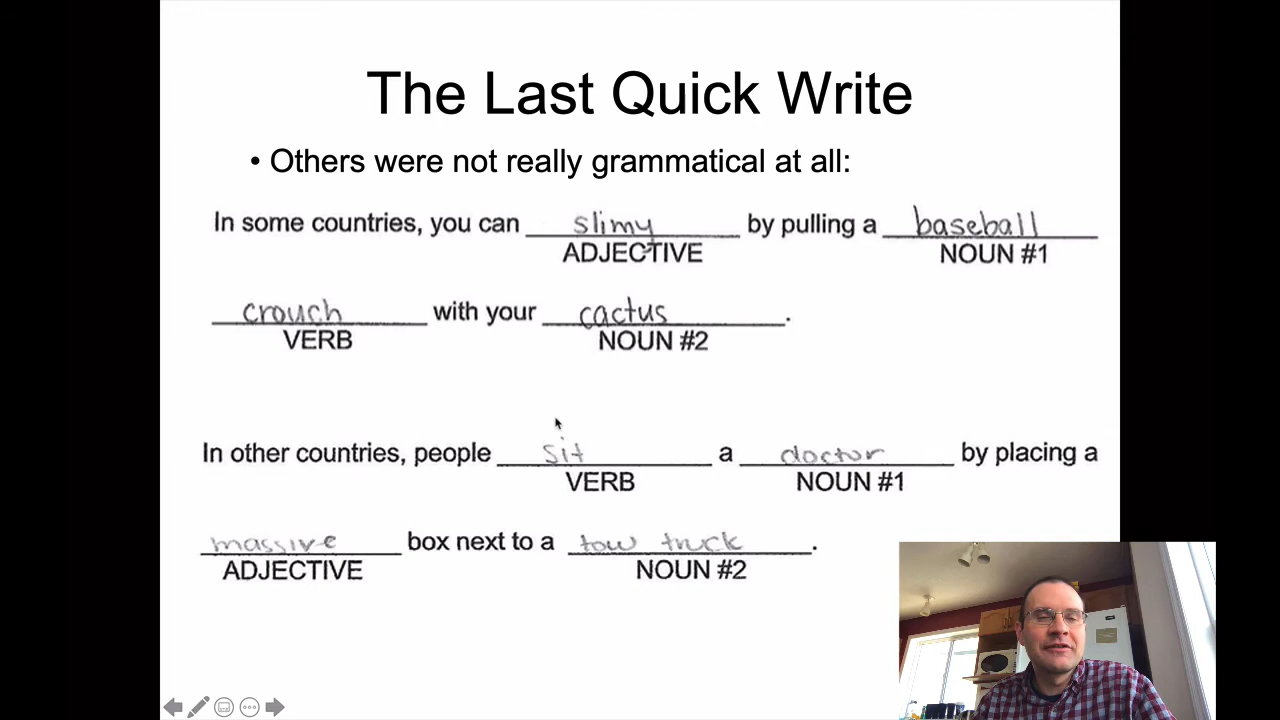 The Last Quick Write
• Others were not really grammatical at all:
In some countries, you can slimy by pulling a baseball
ADJECTIVE NOUN #1
crouch with your cactus.
VERB NOUN #2
In other countries, people sit a doctor by placing a
VERB NOUN #1
massive box next to a tow truck.
ADJECTIVE NOUN #2